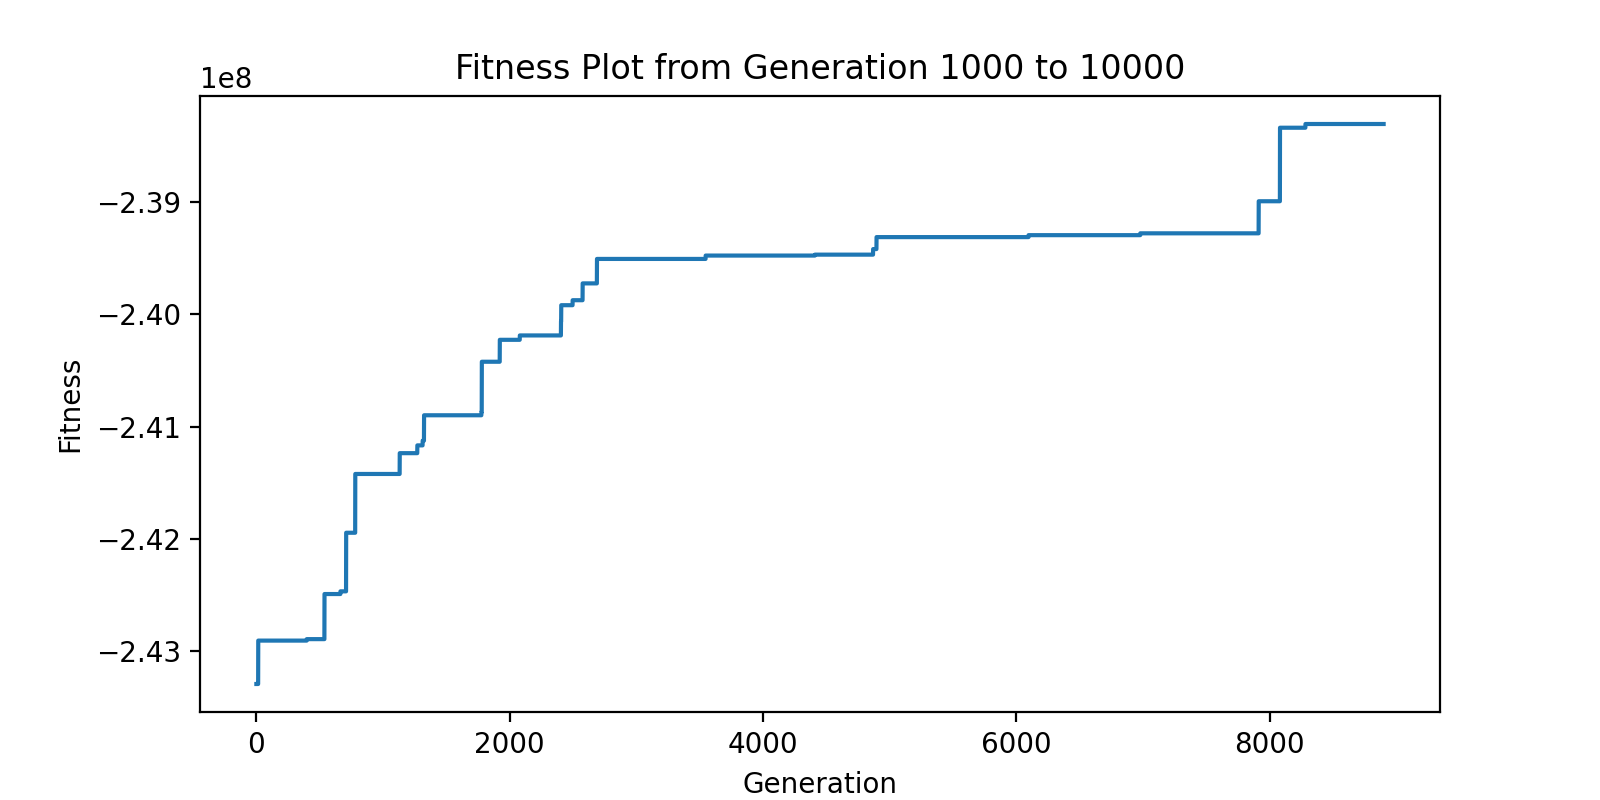 Fitness Plot from Generation 1000 to 10000
1e8
−2.39
−2.40
−2.41
−2.42
−2.43
Fitness
0 2000 4000 6000 8000
Generation